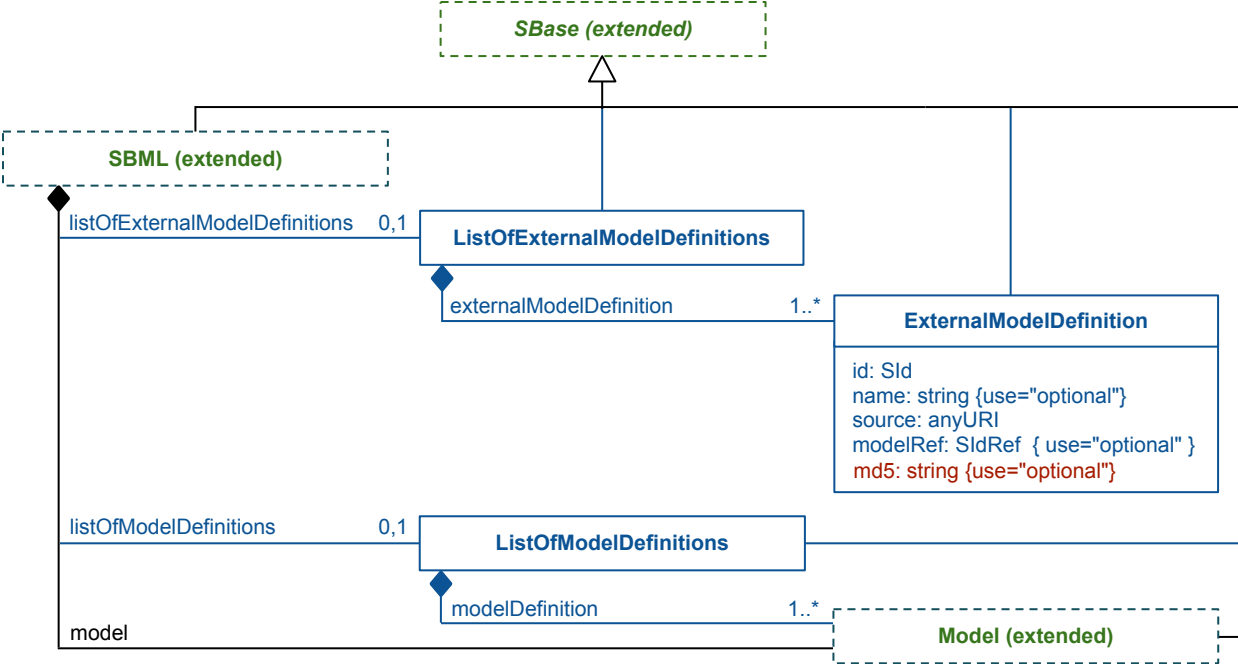 SBase (extended)
SBML (extended)
listOfExternalModelDefinitions 0,1
ListOfExternalModelDefinitions
externalModelDefinition 1..*
ExternalModelDefinition
id: SId
name: string {use="optional"}
source: anyURI
modelRef: SIdRef { use="optional" }
md5: string {use="optional"}
listOfModelDefinitions 0,1
ListOfModelDefinitions
modelDefinition 1..*
model
Model (extended)